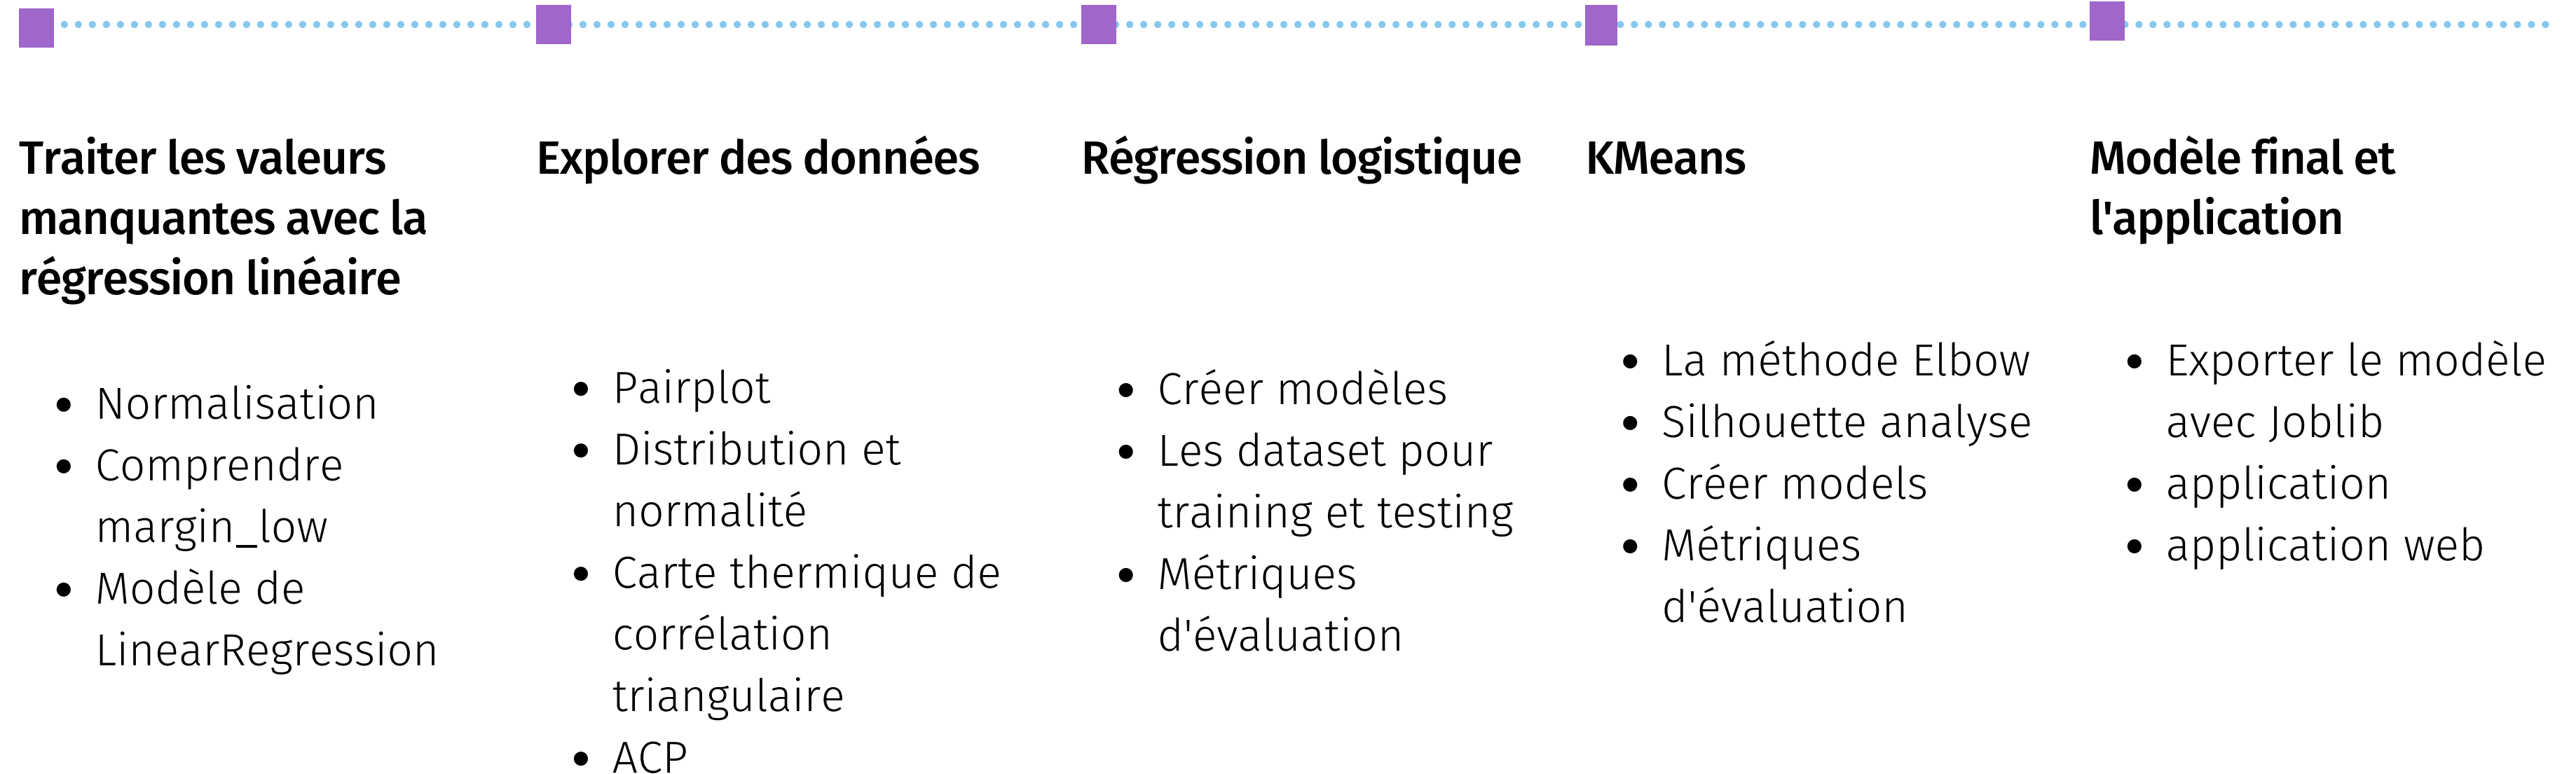 Traiter les valeurs
manquantes avec la
régression linéaire
• Normalisation
• Comprendre
margin_low
• Modèle de
LinearRegression
Explorer des données
• Pairplot
• Distribution et
normalité
• Carte thermique de
corrélation
triangulaire
• ACP
Régression logistique
• Créer modèles
• Les dataset pour
training et testing
• Métriques
d'évaluation
KMeans
• La méthode Elbow
• Silhouette analyse
• Créer models
• Métriques
d'évaluation
Modèle final et
l'application
• Exporter le modèle
avec Joblib
• application
• application web